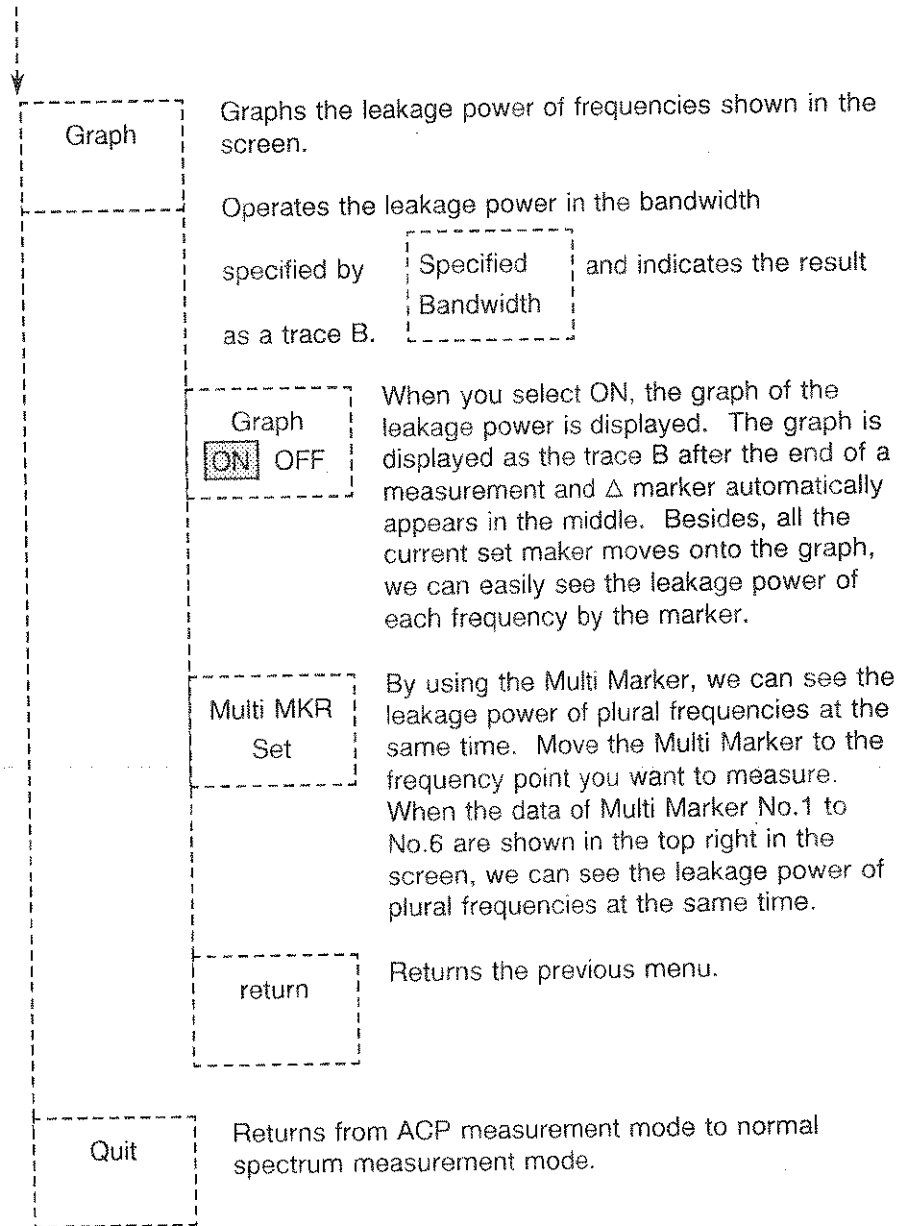 Graph
Graphs the leakage power of frequencies shown in the
screen.
Operates the leakage power in the bandwidth
specified by Specified Bandwidth and indicates the result
as a trace B.
Graph
ON OFF
When you select ON, the graph of the
leakage power is displayed. The graph is
displayed as the trace B after the end of a
measurement and △ marker automatically
appears in the middle. Besides, all the
current set maker moves onto the graph,
we can easily see the leakage power of
each frequency by the marker.
Multi MKR
Set
By using the Multi Marker, we can see the
leakage power of plural frequencies at the
same time. Move the Multi Marker to the
frequency point you want to measure.
When the data of Multi Marker No.1 to
No.6 are shown in the top right in the
screen, we can see the leakage power of
plural frequencies at the same time.
return
Returns the previous menu.
Quit
Returns from ACP measurement mode to normal
spectrum measurement mode.